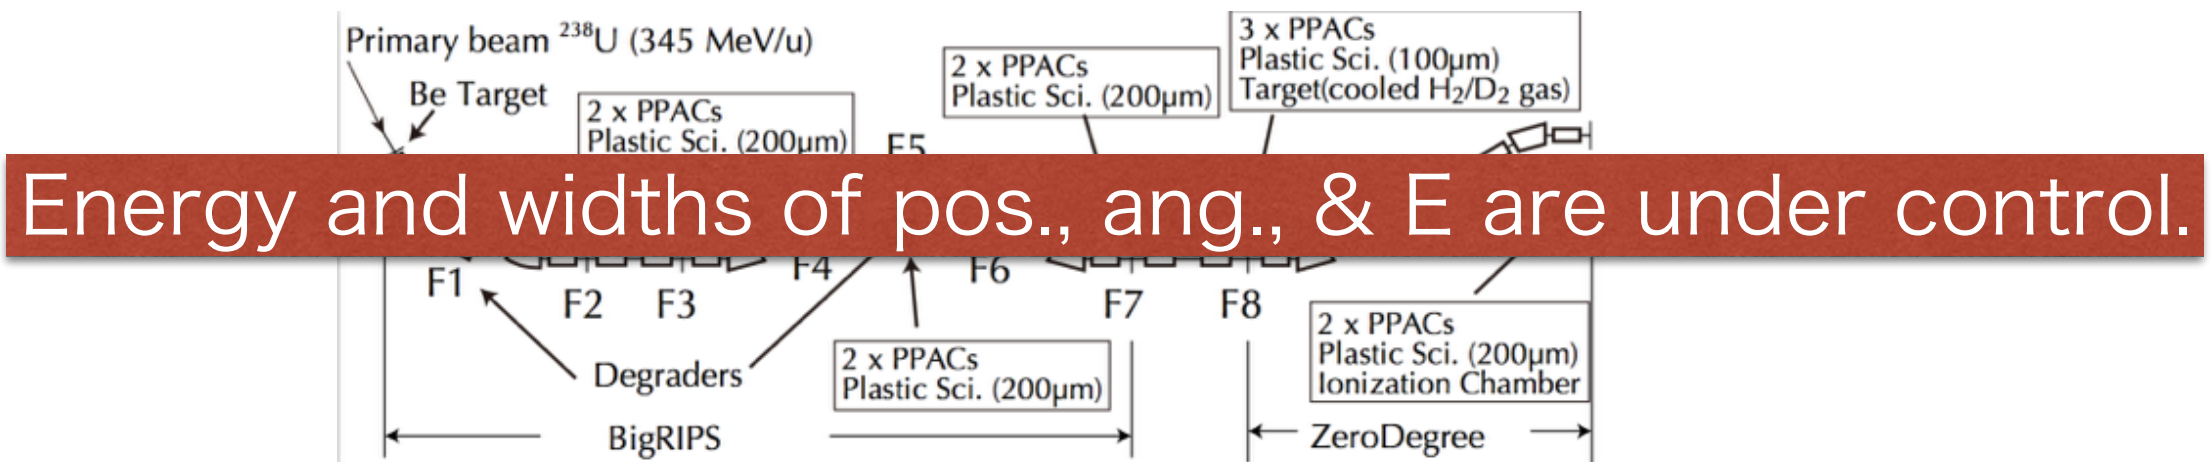 Primary beam ²³⁸U (345 MeV/u)
Be Target
2 x PPACs
Plastic Sci. (200μm)
F5
2 x PPACs
Plastic Sci. (200μm)
3 x PPACs
Plastic Sci. (100μm)
Target(cooled H₂/D₂ gas)
Energy and widths of pos., ang., & E are under control.
F1
F2
F3
F4
F6
F7
F8
Degraders
2 x PPACs
Plastic Sci. (200μm)
2 x PPACs
Plastic Sci. (200μm)
Ionization Chamber
BigRIPS
ZeroDegree